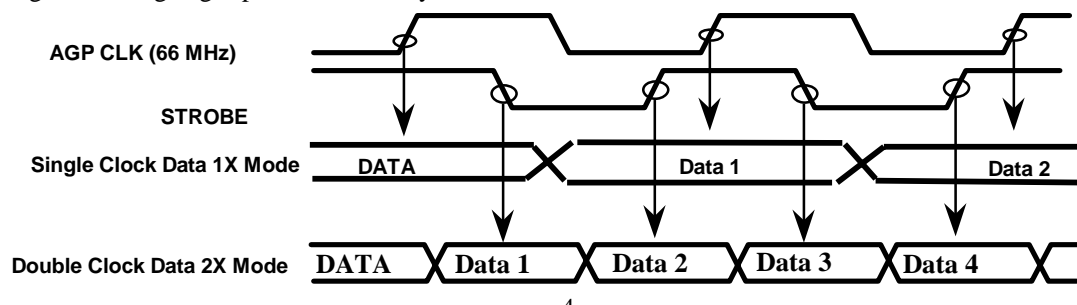 AGP CLK (66 MHz)
STROBE
Single Clock Data 1X Mode DATA Data 1 Data 2
Double Clock Data 2X Mode DATA Data 1 Data 2 Data 3 Data 4
4